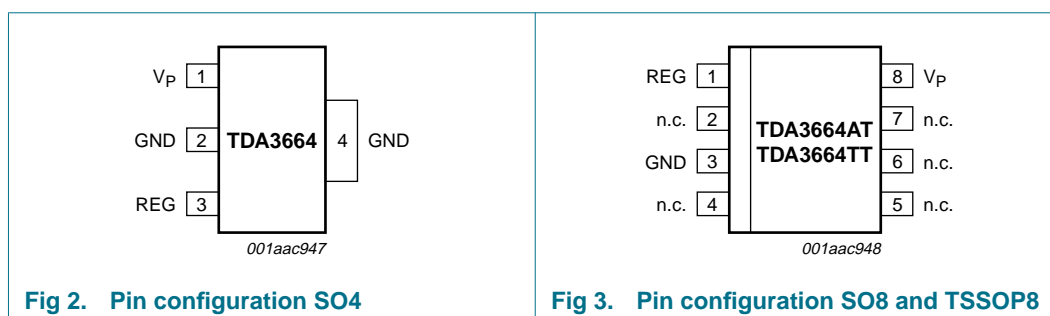 VP 1
GND 2 TDA3664 4 GND
REG 3
001aac947
Fig 2. Pin configuration SO4
REG 1 8 VP
n.c. 2 TDA3664AT 7 n.c.
GND 3 TDA3664TT 6 n.c.
n.c. 4 5 n.c.
001aac948
Fig 3. Pin configuration SO8 and TSSOP8